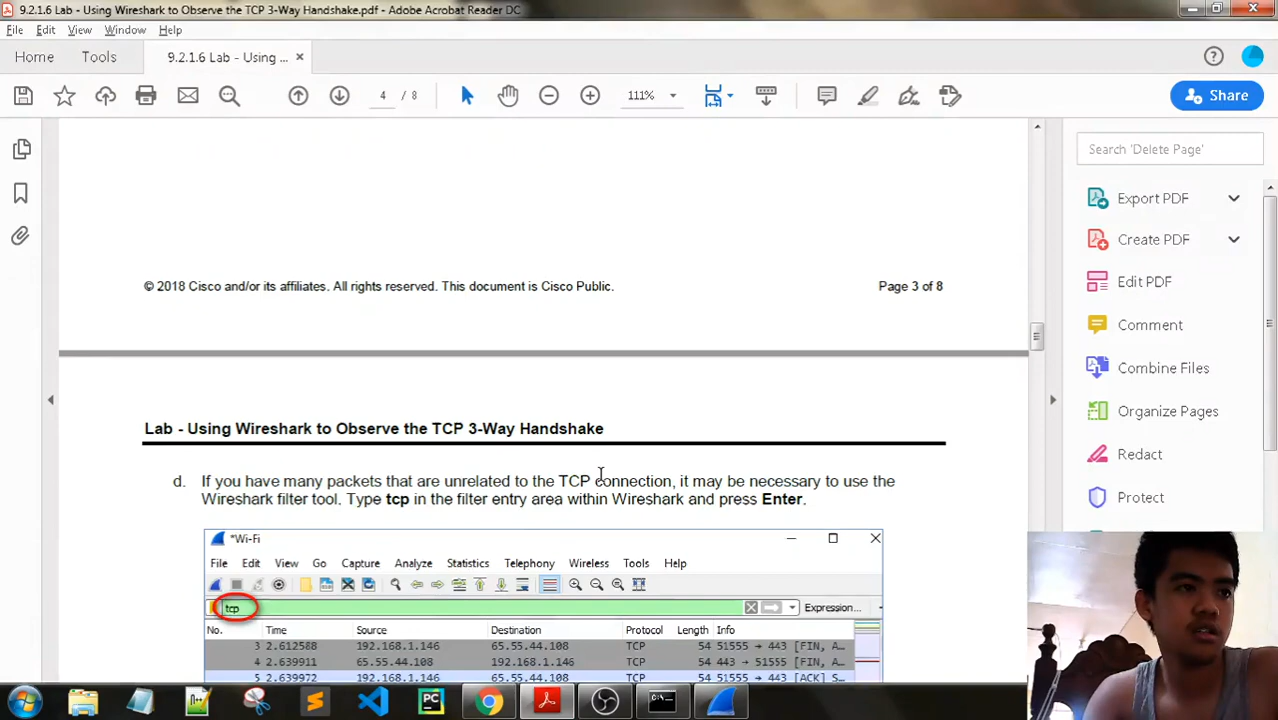 9.2.1.6 Lab - Using Wireshark to Observe the TCP 3-Way Handshake.pdf - Adobe Acrobat Reader DC
File Edit View Window Help
Home Tools 9.2.1.6 Lab - Using ... ×
4 / 8 111% Share
Search 'Delete Page'
Export PDF
Create PDF
Edit PDF
Comment
Combine Files
Organize Pages
Redact
Protect
© 2018 Cisco and/or its affiliates. All rights reserved. This document is Cisco Public. Page 3 of 8
Lab - Using Wireshark to Observe the TCP 3-Way Handshake
d. If you have many packets that are unrelated to the TCP connection, it may be necessary to use the
Wireshark filter tool. Type tcp in the filter entry area within Wireshark and press Enter.
*Wi-Fi
File Edit View Go Capture Analyze Statistics Telephony Wireless Tools Help
tcp Expression...
No. Time Source Destination Protocol Length Info
3 2.612588 192.168.1.146 65.55.44.108 TCP 54 51555 → 443 [FIN, A...
4 2.639911 65.55.44.108 192.168.1.146 TCP 54 443 → 51555 [FIN, A...
5 2.639972 192.168.1.146 65.55.44.108 TCP 54 51555 → 443 [ACK] S...
PC